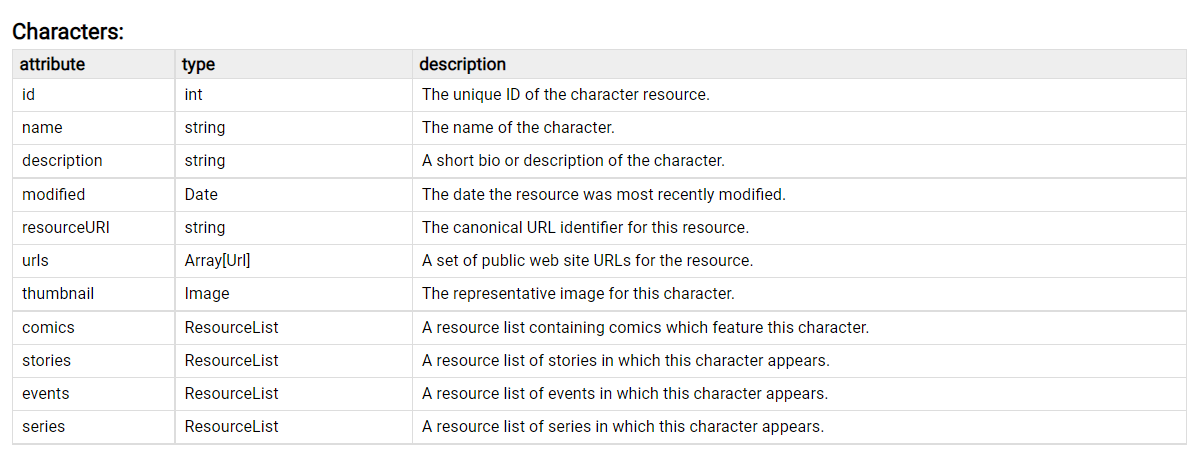 Characters:
attribute type description
id int The unique ID of the character resource.
name string The name of the character.
description string A short bio or description of the character.
modified Date The date the resource was most recently modified.
resourceURI string The canonical URL identifier for this resource.
urls Array[Url] A set of public web site URLs for the resource.
thumbnail Image The representative image for this character.
comics ResourceList A resource list containing comics which feature this character.
stories ResourceList A resource list of stories in which this character appears.
events ResourceList A resource list of events in which this character appears.
series ResourceList A resource list of series in which this character appears.